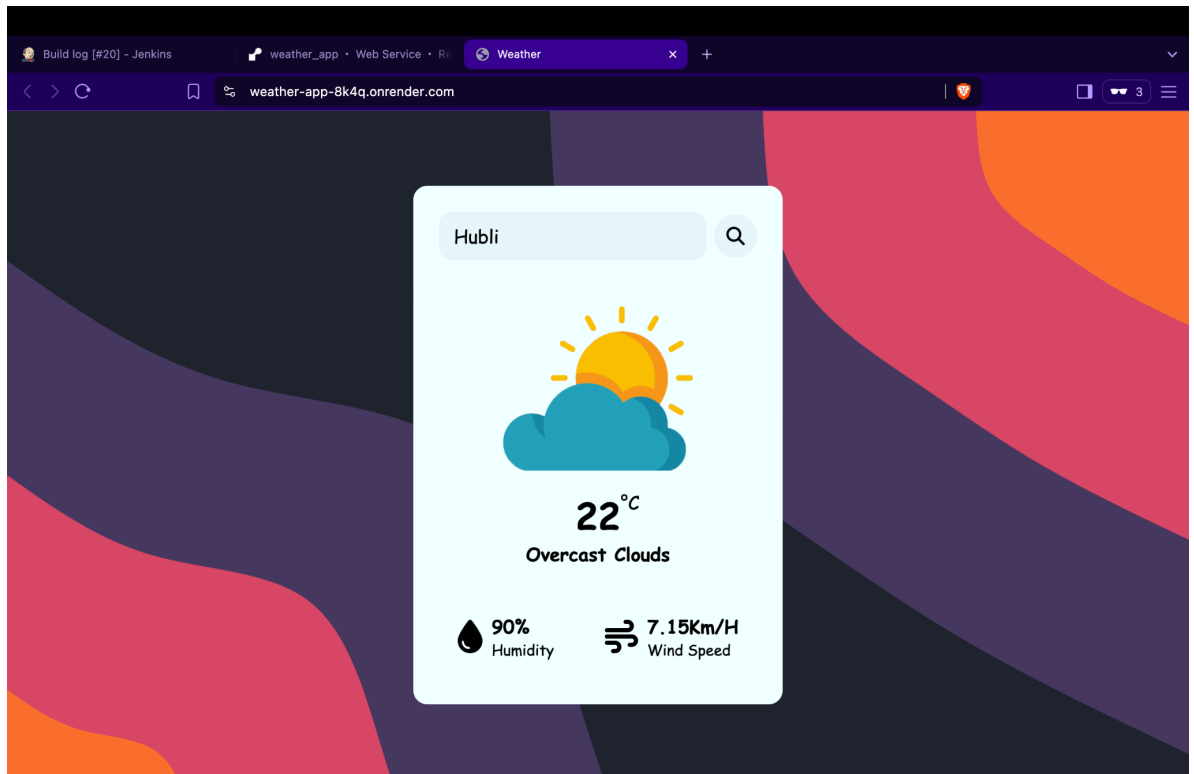 Build log [#20] - Jenkins
weather_app • Web Service • Re
Weather
weather-app-8k4q.onrender.com
3
Hubli
22°C
Overcast Clouds
90%
Humidity
7.15Km/H
Wind Speed